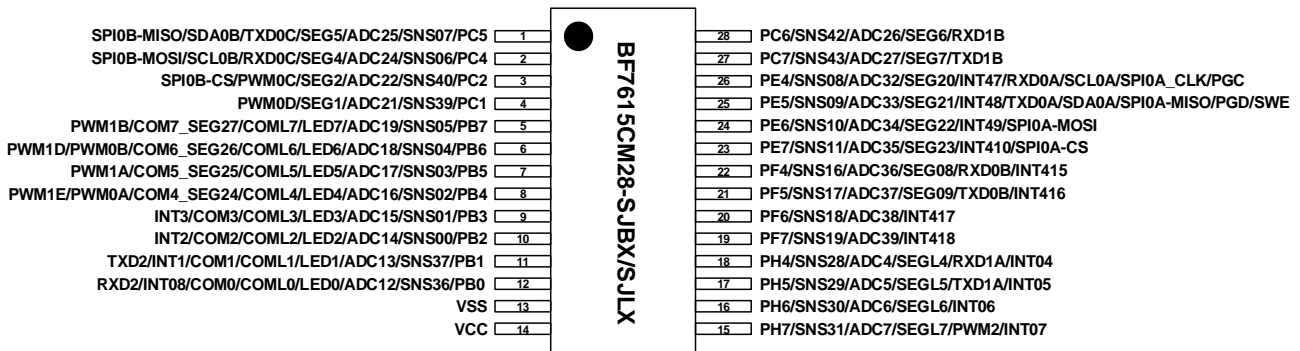 SPI0B-MISO/SDA0B/TXD0C/SEG5/ADC25/SNS07/PC5 1
SPI0B-MOSI/SCL0B/RXD0C/SEG4/ADC24/SNS06/PC4 2
SPI0B-CS/PWM0C/SEG2/ADC22/SNS40/PC2 3
PWM0D/SEG1/ADC21/SNS39/PC1 4
PWM1B/COM7_SEG27/COML7/LED7/ADC19/SNS05/PB7 5
PWM1D/PWM0B/COM6_SEG26/COML6/LED6/ADC18/SNS04/PB6 6
PWM1A/COM5_SEG25/COML5/LED5/ADC17/SNS03/PB5 7
PWM1E/PWM0A/COM4_SEG24/COML4/LED4/ADC16/SNS02/PB4 8
INT3/COM3/COML3/LED3/ADC15/SNS01/PB3 9
INT2/COM2/COML2/LED2/ADC14/SNS00/PB2 10
TXD2/INT1/COM1/COML1/LED1/ADC13/SNS37/PB1 11
RXD2/INT08/COM0/COML0/LED0/ADC12/SNS36/PB0 12
VSS 13
VCC 14
BF7615CM28-SJBX/SJLX
28 PC6/SNS42/ADC26/SEG6/RXD1B
27 PC7/SNS43/ADC27/SEG7/TXD1B
26 PE4/SNS08/ADC32/SEG20/INT47/RXD0A/SCL0A/SPI0A_CLK/PGC
25 PE5/SNS09/ADC33/SEG21/INT48/TXD0A/SDA0A/SPI0A-MISO/PGD/SWE
24 PE6/SNS10/ADC34/SEG22/INT49/SPI0A-MOSI
23 PE7/SNS11/ADC35/SEG23/INT410/SPI0A-CS
22 PF4/SNS16/ADC36/SEG08/RXD0B/INT415
21 PF5/SNS17/ADC37/SEG09/TXD0B/INT416
20 PF6/SNS18/ADC38/INT417
19 PF7/SNS19/ADC39/INT418
18 PH4/SNS28/ADC4/SEGL4/RXD1A/INT04
17 PH5/SNS29/ADC5/SEGL5/TXD1A/INT05
16 PH6/SNS30/ADC6/SEGL6/INT06
15 PH7/SNS31/ADC7/SEGL7/PWM2/INT07